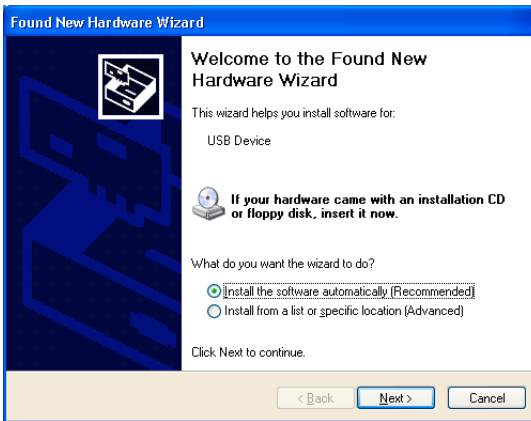 Found New Hardware Wizard
Welcome to the Found New
Hardware Wizard
This wizard helps you install software for:
USB Device
If your hardware came with an installation CD
or floppy disk, insert it now.
What do you want the wizard to do?
Install the software automatically (Recommended)
Install from a list or specific location (Advanced)
Click Next to continue.
< Back Next > Cancel